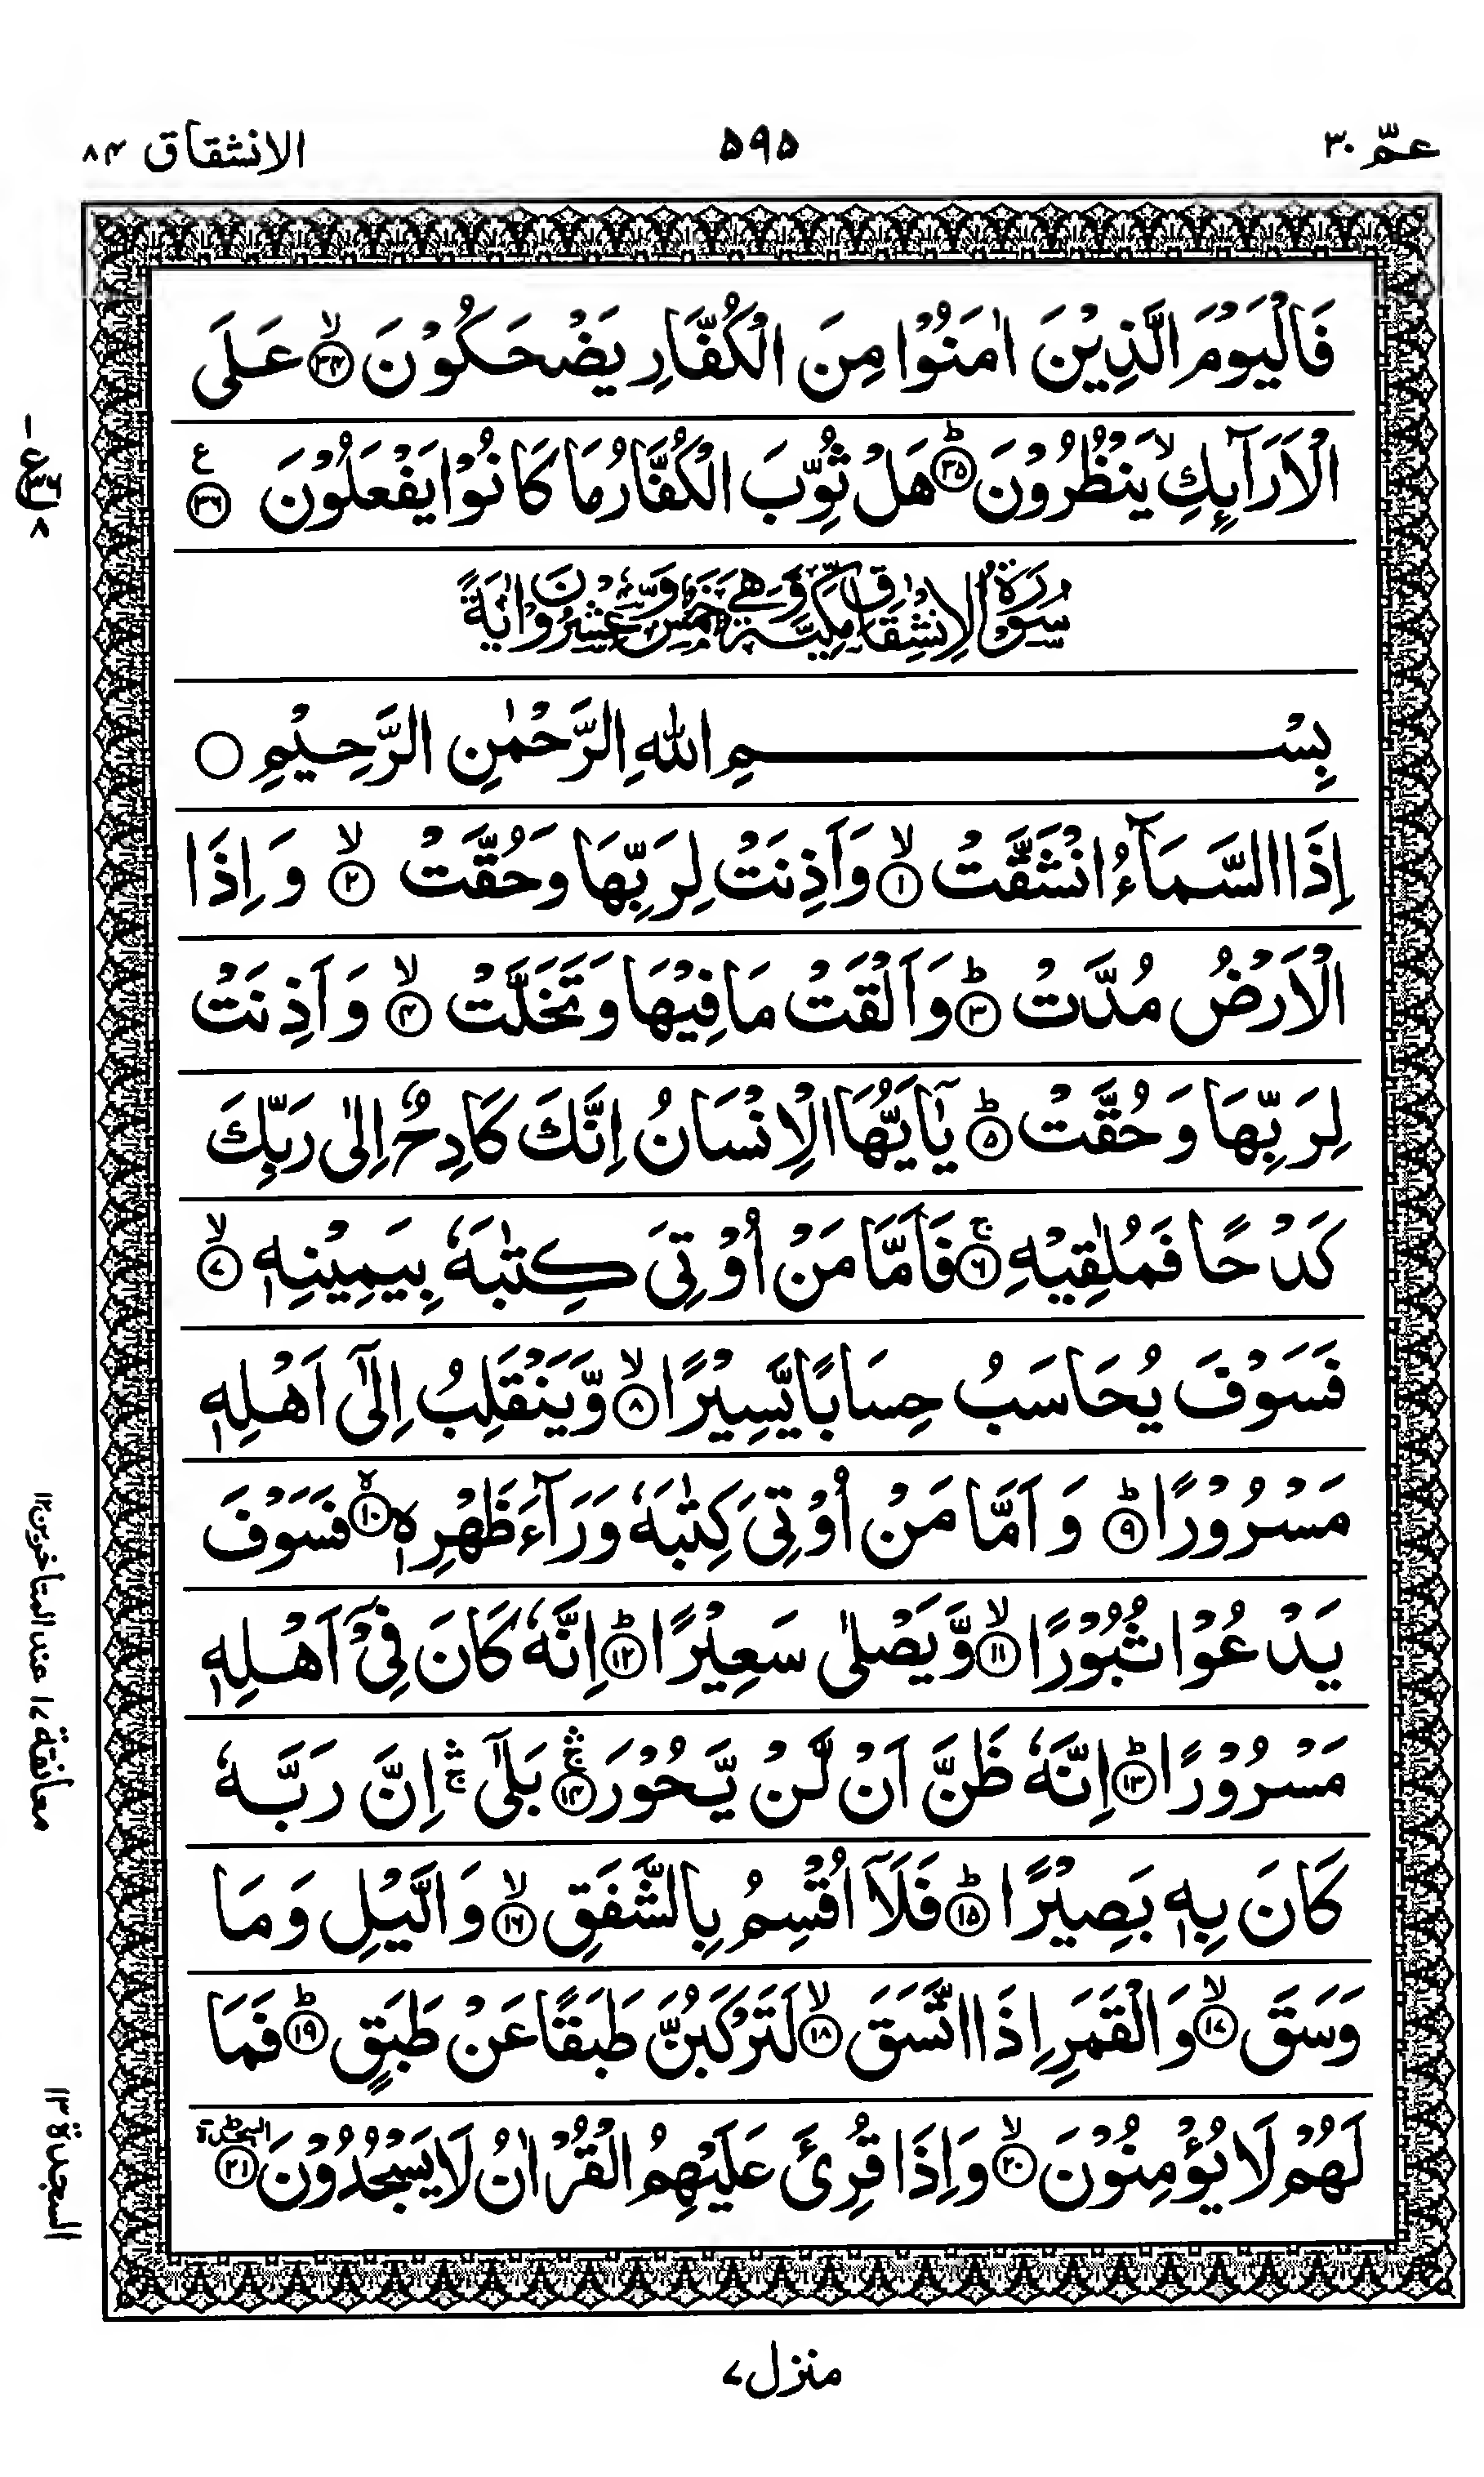 عمّ ٣٠
٥٩٥
الانشقاق ٨٤
فَالْيَوْمَ الَّذِيْنَ اٰمَنُوْا مِنَ الْكُفَّارِ يَضْحَكُوْنَ ۙ﴿٣٤﴾ عَلَى
الْاَرَآىِٕكِ ۙ يَنْظُرُوْنَ ؕ﴿٣٥﴾ هَلْ ثُوِّبَ الْكُفَّارُ مَا كَانُوْا يَفْعَلُوْنَ ﴿٣٦﴾ ع
سُوْرَةُ الْاِنْشِقَاقِ مَكِّيَّةٌ وَّهِيَ خَمْسٌ وَّعِشْرُوْنَ اٰيَةً
بِسْمِ اللّٰهِ الرَّحْمٰنِ الرَّحِيْمِ ○
اِذَا السَّمَآءُ انْشَقَّتْ ۙ﴿١﴾ وَاَذِنَتْ لِرَبِّهَا وَحُقَّتْ ۙ﴿٢﴾ وَاِذَا
الْاَرْضُ مُدَّتْ ؕ﴿٣﴾ وَاَلْقَتْ مَا فِيْهَا وَتَخَلَّتْ ۙ﴿٤﴾ وَاَذِنَتْ
لِرَبِّهَا وَحُقَّتْ ؕ﴿٥﴾ يٰۤاَيُّهَا الْاِنْسَانُ اِنَّكَ كَادِحٌ اِلٰى رَبِّكَ
كَدْحًا فَمُلٰقِيْهِ ۚ﴿٦﴾ فَاَمَّا مَنْ اُوْتِيَ كِتٰبَهٗ بِيَمِيْنِهٖ ۙ﴿٧﴾
فَسَوْفَ يُحَاسَبُ حِسَابًا يَّسِيْرًا ۙ﴿٨﴾ وَّيَنْقَلِبُ اِلٰۤى اَهْلِهٖ
مَسْرُوْرًا ؕ﴿٩﴾ وَاَمَّا مَنْ اُوْتِيَ كِتٰبَهٗ وَرَآءَ ظَهْرِهٖ ۙ﴿١٠﴾ فَسَوْفَ
يَدْعُوْا ثُبُوْرًا ۙ﴿١١﴾ وَّيَصْلٰى سَعِيْرًا ؕ﴿١٢﴾ اِنَّهٗ كَانَ فِيْۤ اَهْلِهٖ
مَسْرُوْرًا ؕ﴿١٣﴾ اِنَّهٗ ظَنَّ اَنْ لَّنْ يَّحُوْرَ ۛۚ﴿١٤﴾ بَلٰۤى ۛۚ اِنَّ رَبَّهٗ
كَانَ بِهٖ بَصِيْرًا ؕ﴿١٥﴾ فَلَاۤ اُقْسِمُ بِالشَّفَقِ ۙ﴿١٦﴾ وَالَّيْلِ وَمَا
وَسَقَ ۙ﴿١٧﴾ وَالْقَمَرِ اِذَا اتَّسَقَ ۙ﴿١٨﴾ لَتَرْكَبُنَّ طَبَقًا عَنْ طَبَقٍ ؕ﴿١٩﴾ فَمَا
لَهُمْ لَا يُؤْمِنُوْنَ ۙ﴿٢٠﴾ وَاِذَا قُرِئَ عَلَيْهِمُ الْقُرْاٰنُ لَا يَسْجُدُوْنَ ؕ﴿٢١﴾ السجدة
معانقة ١٧ عند المتاخرين ١٢
السجدة ١٣
منزل ٧